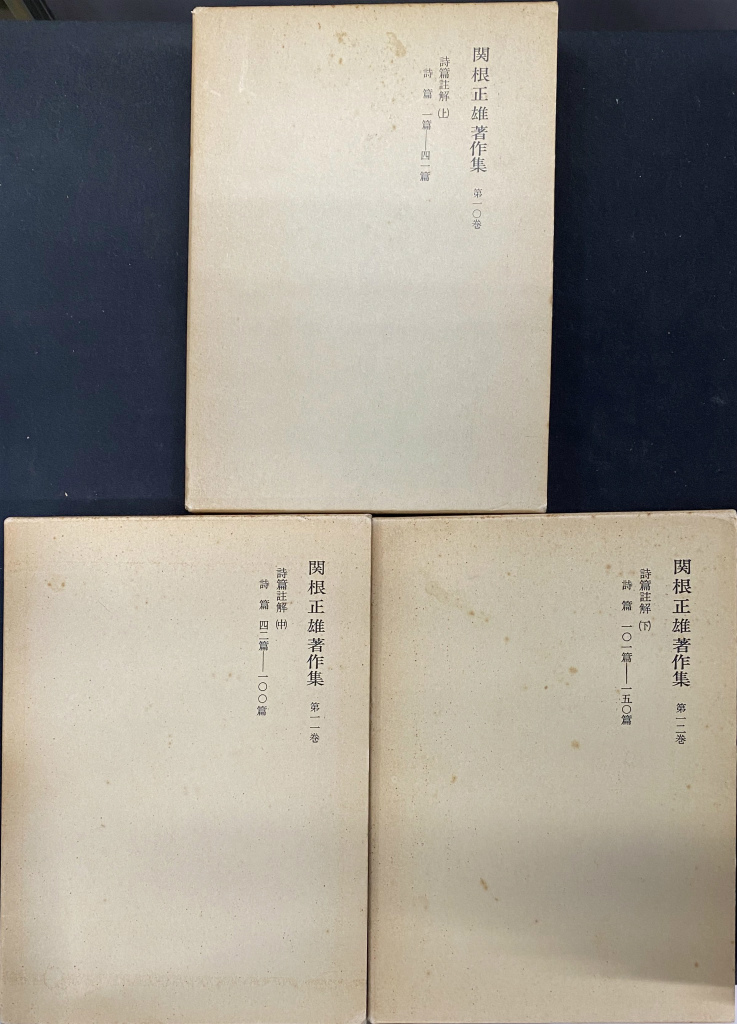 関根正雄著作集 第一〇巻
詩篇註解 (上)
詩篇 一篇―四一篇
関根正雄著作集 第一一巻
詩篇註解 (中)
詩篇 四二篇―一〇〇篇
関根正雄著作集 第一二巻
詩篇註解 (下)
詩篇 一〇一篇―一五〇篇